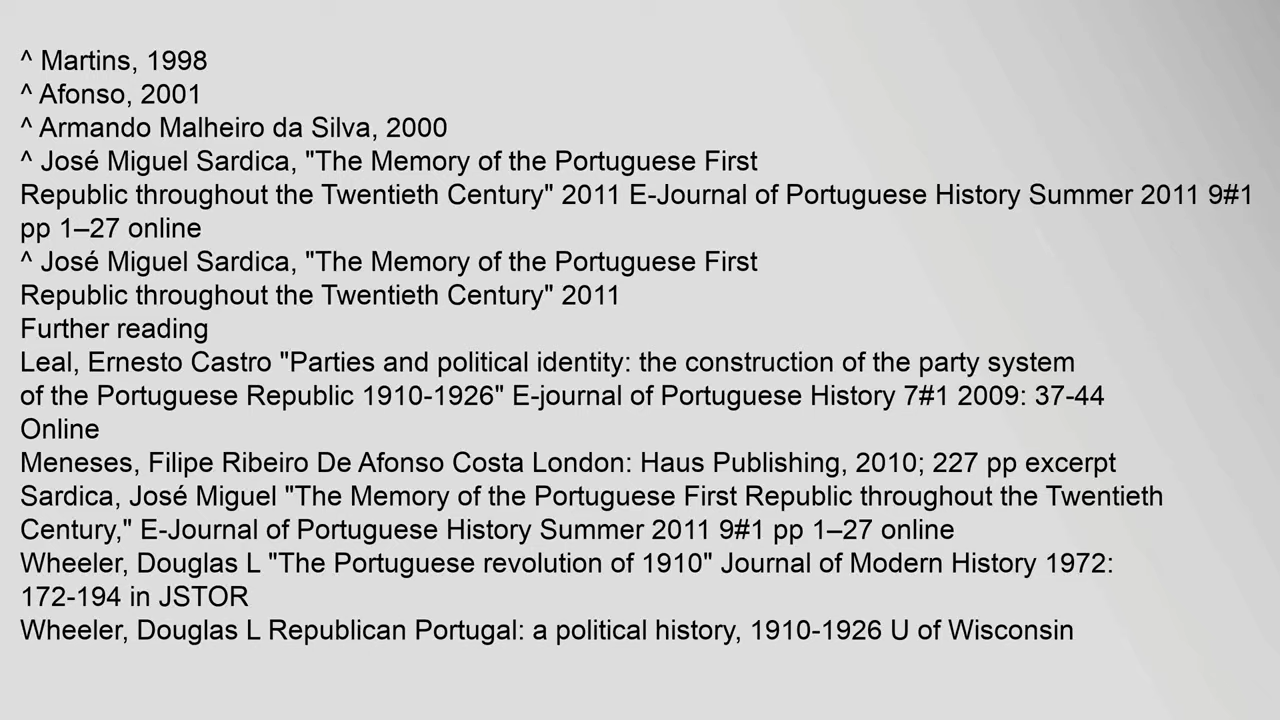 ^ Martins, 1998
^ Afonso, 2001
^ Armando Malheiro da Silva, 2000
^ José Miguel Sardica, "The Memory of the Portuguese First
Republic throughout the Twentieth Century" 2011 E-Journal of Portuguese History Summer 2011 9#1
pp 1–27 online
^ José Miguel Sardica, "The Memory of the Portuguese First
Republic throughout the Twentieth Century" 2011
Further reading
Leal, Ernesto Castro "Parties and political identity: the construction of the party system
of the Portuguese Republic 1910-1926" E-journal of Portuguese History 7#1 2009: 37-44
Online
Meneses, Filipe Ribeiro De Afonso Costa London: Haus Publishing, 2010; 227 pp excerpt
Sardica, José Miguel "The Memory of the Portuguese First Republic throughout the Twentieth
Century," E-Journal of Portuguese History Summer 2011 9#1 pp 1–27 online
Wheeler, Douglas L "The Portuguese revolution of 1910" Journal of Modern History 1972:
172-194 in JSTOR
Wheeler, Douglas L Republican Portugal: a political history, 1910-1926 U of Wisconsin